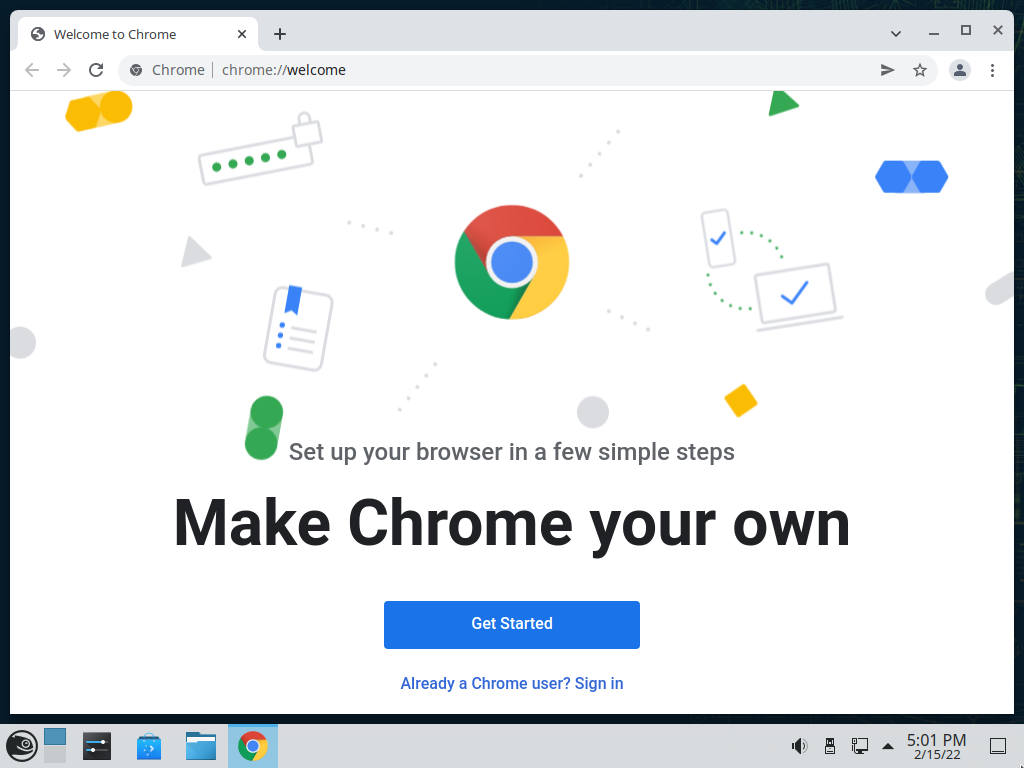 Welcome to Chrome
Chrome | chrome://welcome
Set up your browser in a few simple steps
Make Chrome your own
Get Started
Already a Chrome user? Sign in
5:01 PM
2/15/22